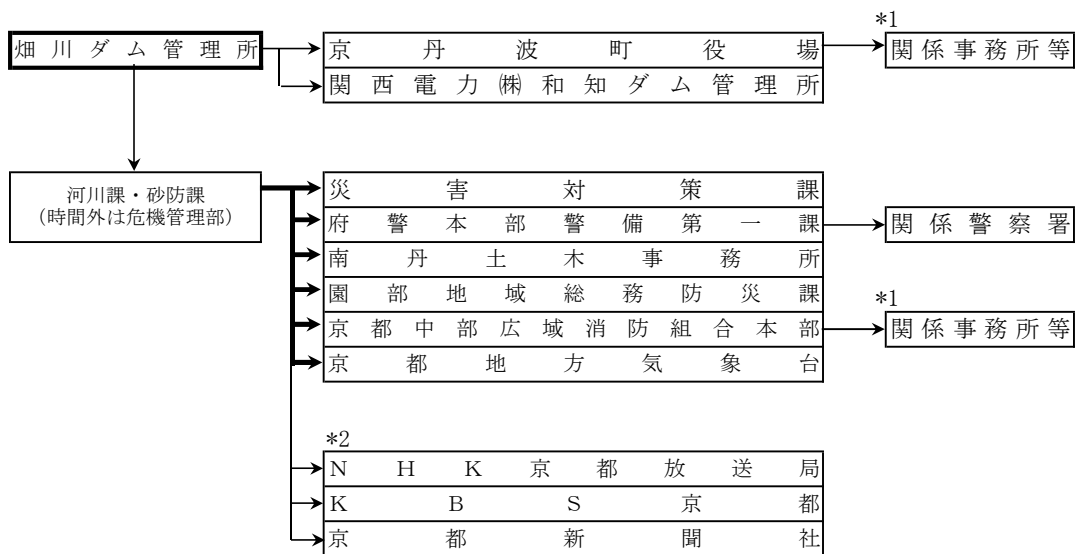 *1
畑川ダム管理所
京丹波町役場
関係事務所等
関西電力㈱和知ダム管理所
河川課・砂防課
(時間外は危機管理部)
災害対策課
府警本部警備第一課
関係警察署
南丹土木事務所
園部地域総務防災課
*1
京都中部広域消防組合本部
関係事務所等
京都地方気象台
*2
NHK京都放送局
KBS京都
京都新聞社